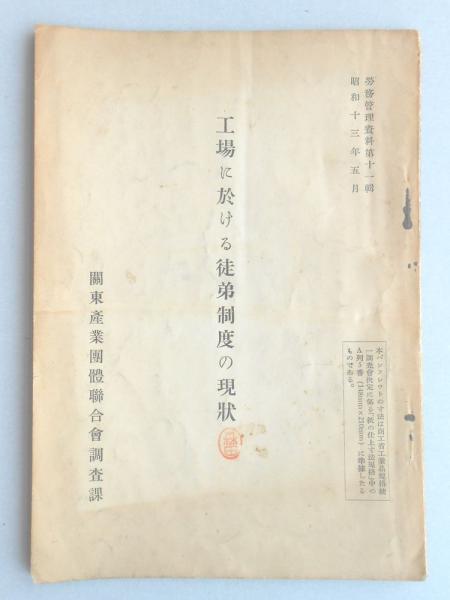 勞務管理資料第十一輯
昭和十三年五月
工場に於ける徒弟制度の現狀
關東產業團體聯合會調査課
本パンフレットの寸法は商工省工業品規格統
一調査會決定に係る「紙の仕上寸法規格」中の
A列5番（148mm×210mm）に準據したる
ものである。